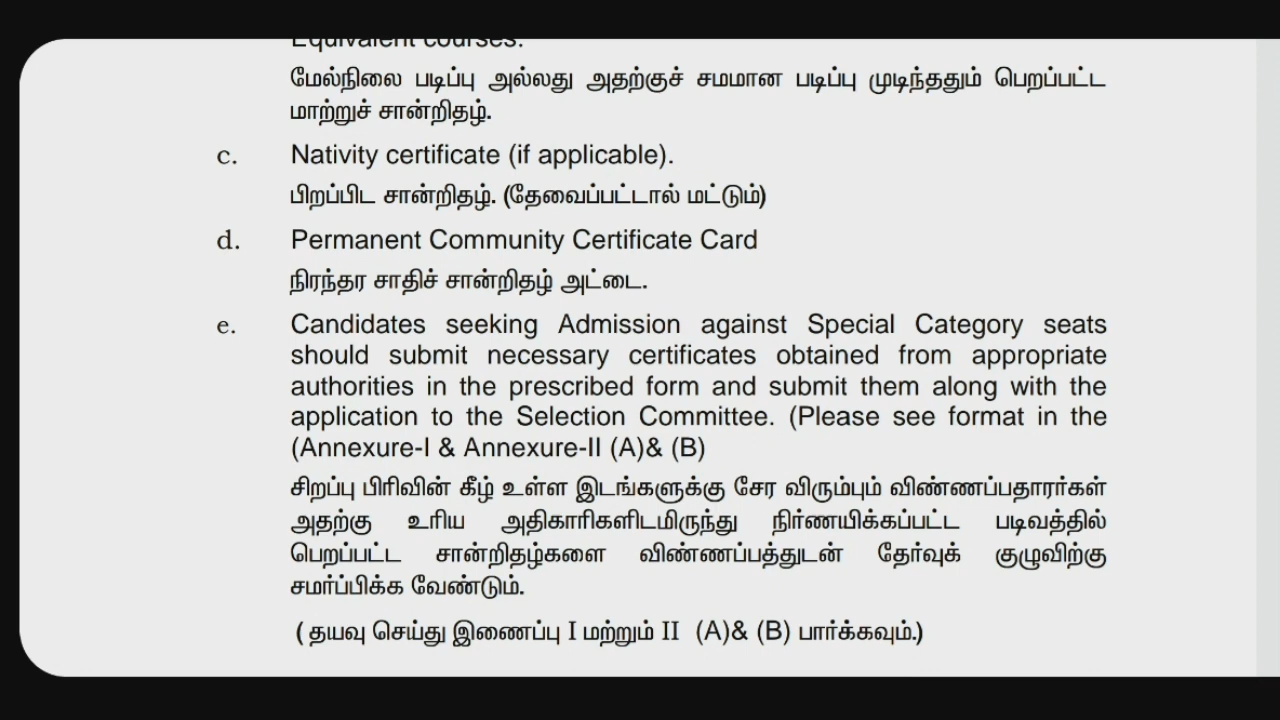 Equivalent courses.
மேல்நிலை படிப்பு அல்லது அதற்குச் சமமான படிப்பு முடிந்ததும் பெறப்பட்ட
மாற்றுச் சான்றிதழ்.
c. Nativity certificate (if applicable).
பிறப்பிட சான்றிதழ். (தேவைப்பட்டால் மட்டும்)
d. Permanent Community Certificate Card
நிரந்தர சாதிச் சான்றிதழ் அட்டை.
e. Candidates seeking Admission against Special Category seats
should submit necessary certificates obtained from appropriate
authorities in the prescribed form and submit them along with the
application to the Selection Committee. (Please see format in the
(Annexure-I & Annexure-II (A)& (B)
சிறப்பு பிரிவின் கீழ் உள்ள இடங்களுக்கு சேர விரும்பும் விண்ணப்பதாரர்கள்
அதற்கு உரிய அதிகாரிகளிடமிருந்து நிர்ணயிக்கப்பட்ட படிவத்தில்
பெறப்பட்ட சான்றிதழ்களை விண்ணப்பத்துடன் தேர்வுக் குழுவிற்கு
சமர்ப்பிக்க வேண்டும்.
( தயவு செய்து இணைப்பு I மற்றும் II (A)& (B) பார்க்கவும்.)